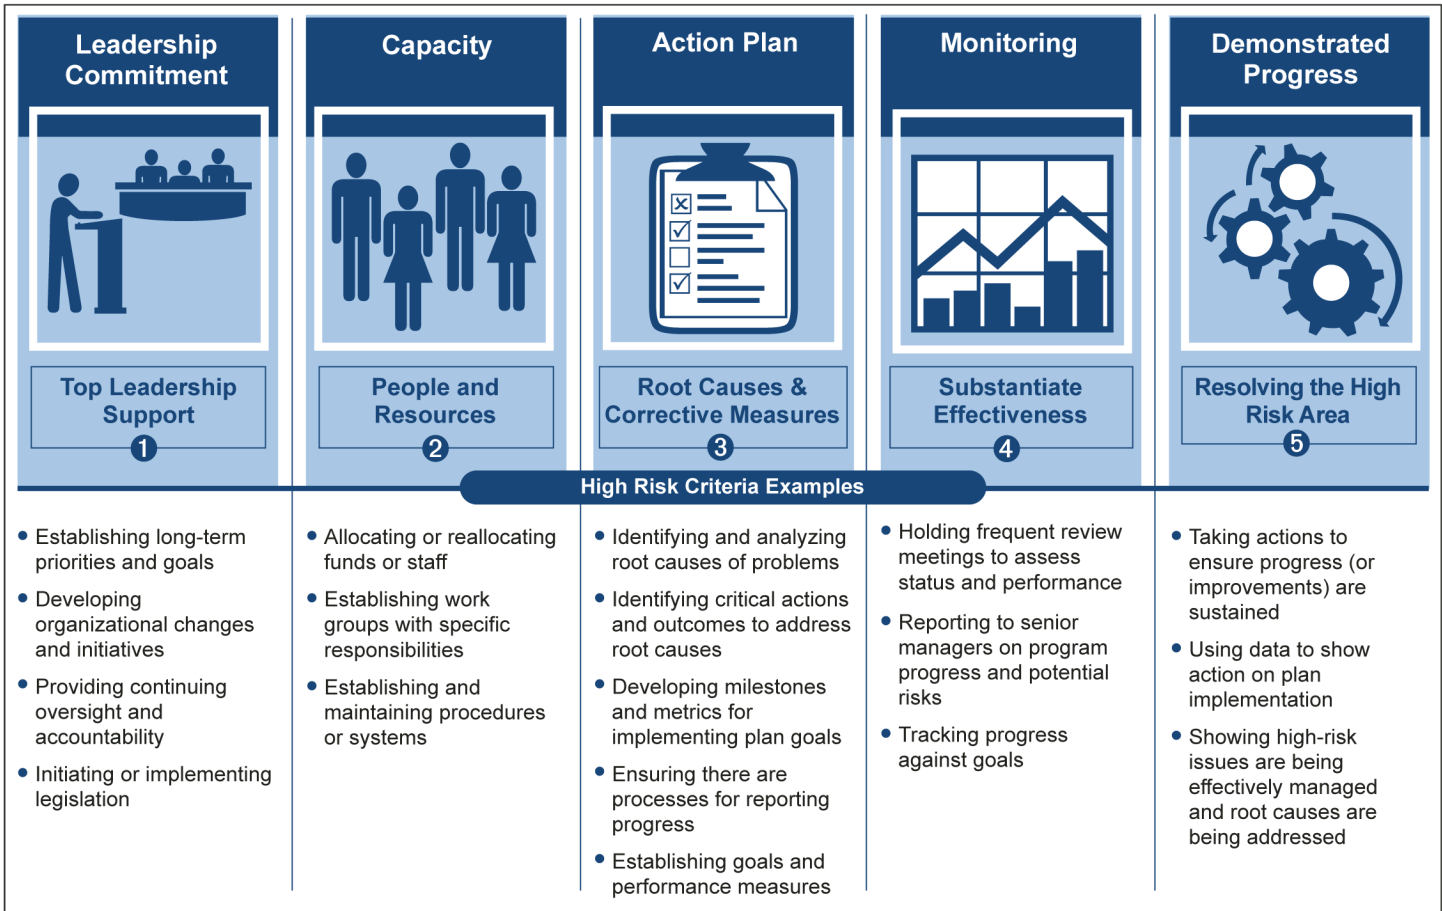 Leadership
Commitment
Top Leadership
Support
1
Capacity
People and
Resources
2
Action Plan
Root Causes &
Corrective Measures
3
Monitoring
Substantiate
Effectiveness
4
Demonstrated
Progress
Resolving the High
Risk Area
5
High Risk Criteria Examples
• Establishing long-term
priorities and goals
• Developing
organizational changes
and initiatives
• Providing continuing
oversight and
accountability
• Initiating or implementing
legislation
• Allocating or reallocating
funds or staff
• Establishing work
groups with specific
responsibilities
• Establishing and
maintaining procedures
or systems
• Identifying and analyzing
root causes of problems
• Identifying critical actions
and outcomes to address
root causes
• Developing milestones
and metrics for
implementing plan goals
• Ensuring there are
processes for reporting
progress
• Establishing goals and
performance measures
• Holding frequent review
meetings to assess
status and performance
• Reporting to senior
managers on program
progress and potential
risks
• Tracking progress
against goals
• Taking actions to
ensure progress (or
improvements) are
sustained
• Using data to show
action on plan
implementation
• Showing high-risk
issues are being
effectively managed
and root causes are
being addressed